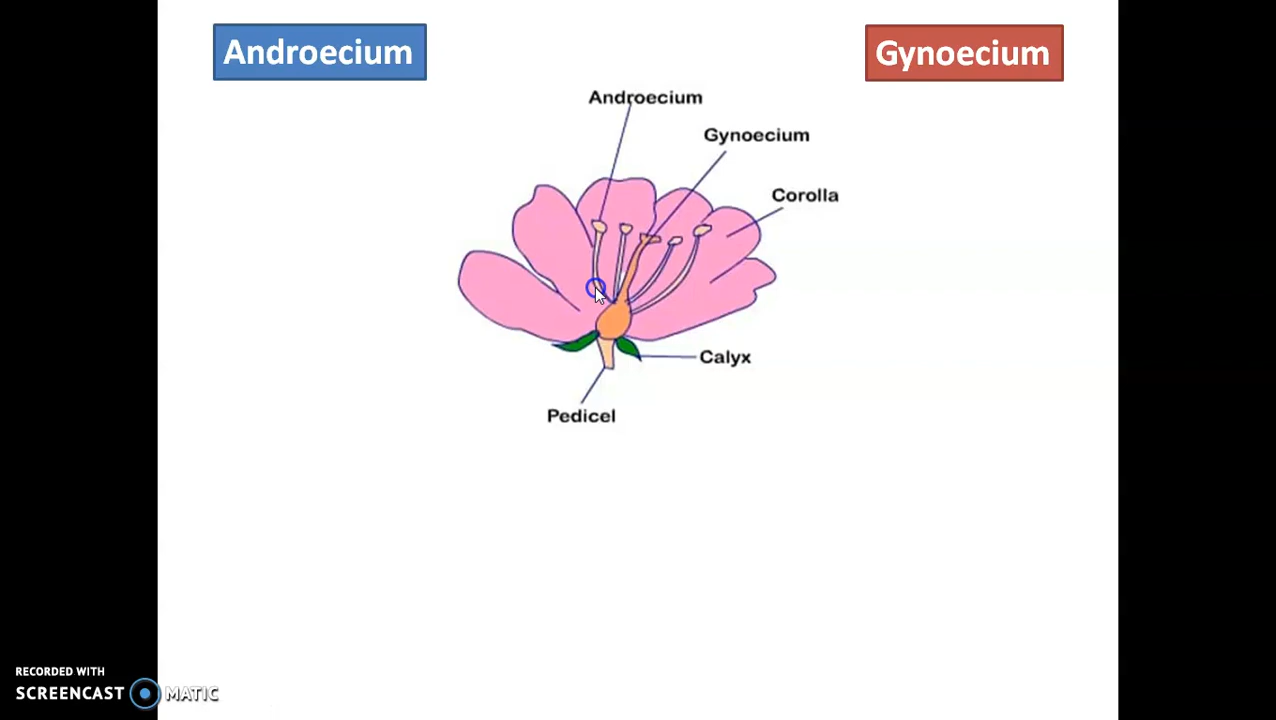 Androecium
Gynoecium
Androecium
Gynoecium
Corolla
Calyx
Pedicel
RECORDED WITH
SCREENCAST MATIC